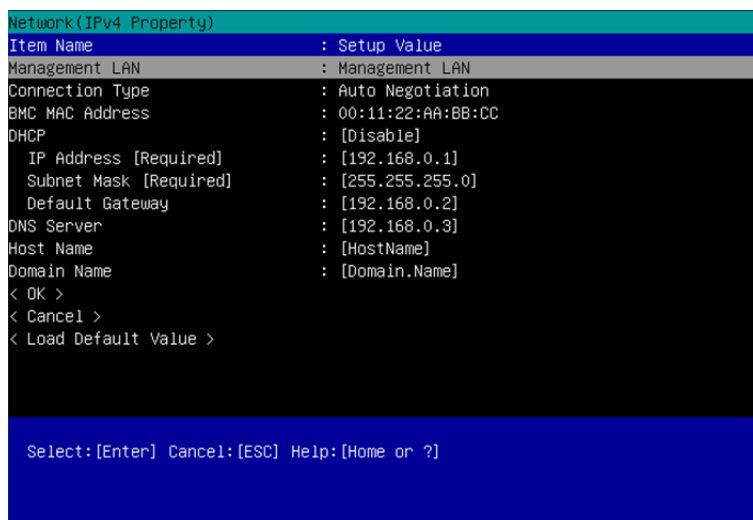 Network(IPv4 Property)
Item Name : Setup Value
Management LAN : Management LAN
Connection Type : Auto Negotiation
BMC MAC Address : 00:11:22:AA:BB:CC
DHCP : [Disable]
IP Address [Required] : [192.168.0.1]
Subnet Mask [Required] : [255.255.255.0]
Default Gateway : [192.168.0.2]
DNS Server : [192.168.0.3]
Host Name : [HostName]
Domain Name : [Domain.Name]
< OK >
< Cancel >
< Load Default Value >
Select:[Enter] Cancel:[ESC] Help:[Home or ?]